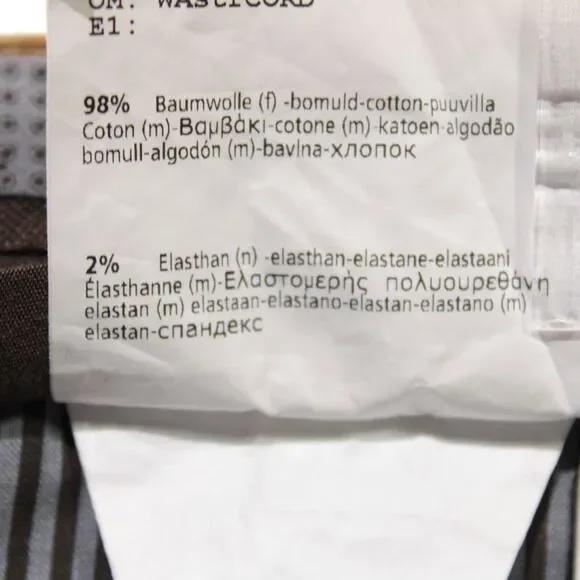 E1:
98% Baumwolle (f) -bomuld-cotton-puuvilla
Coton (m)-Βαμβάκι-cotone (m)-katoen-algodão
bomull-algodón (m)-bavlna-хлопок
2% Elasthan (n) -elasthan-elastane-elastaani
Élasthanne (m)-Ελαστομερής πολυουρεθάνη
elastan (m) elastaan-elastano-elastan-elastano (m)
elastan-спандекс